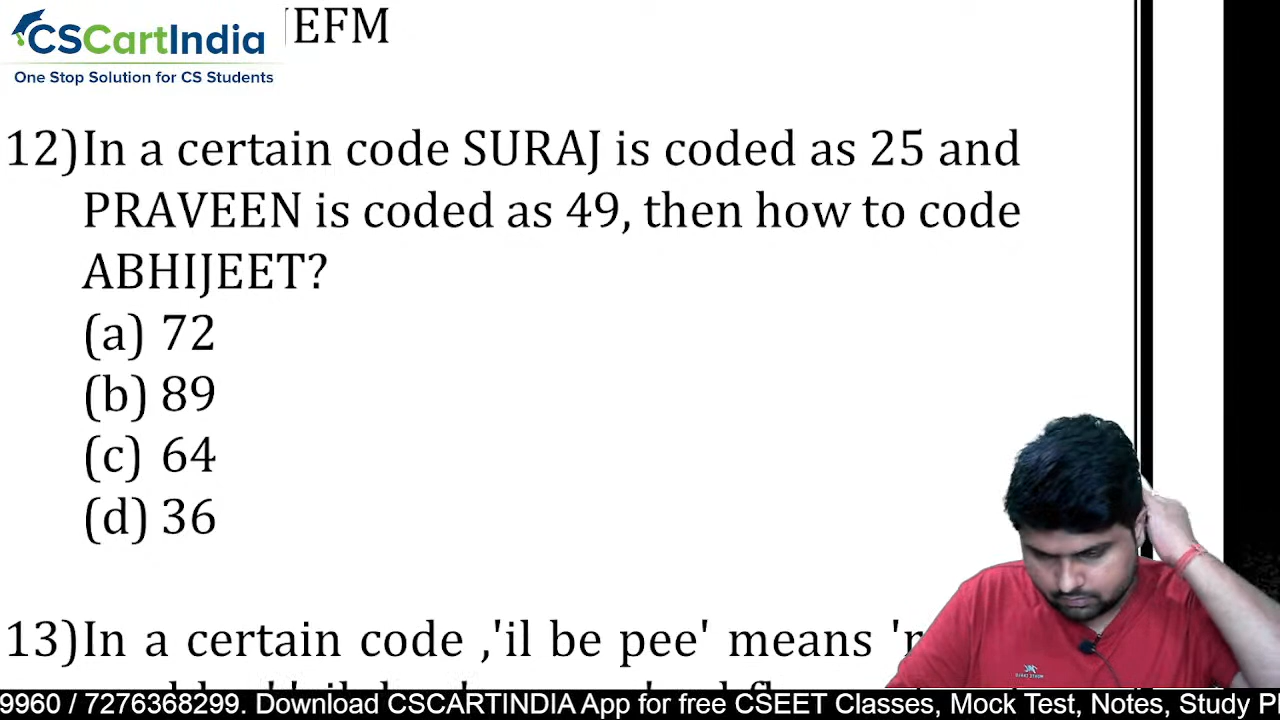 CSCartIndia
One Stop Solution for CS Students
EFM
12)In a certain code SURAJ is coded as 25 and
PRAVEEN is coded as 49, then how to code
ABHIJEET?
(a) 72
(b) 89
(c) 64
(d) 36
13)In a certain code ,'il be pee' means
9960 / 7276368299. Download CSCARTINDIA App for free CSEET Classes, Mock Test, Notes, Study